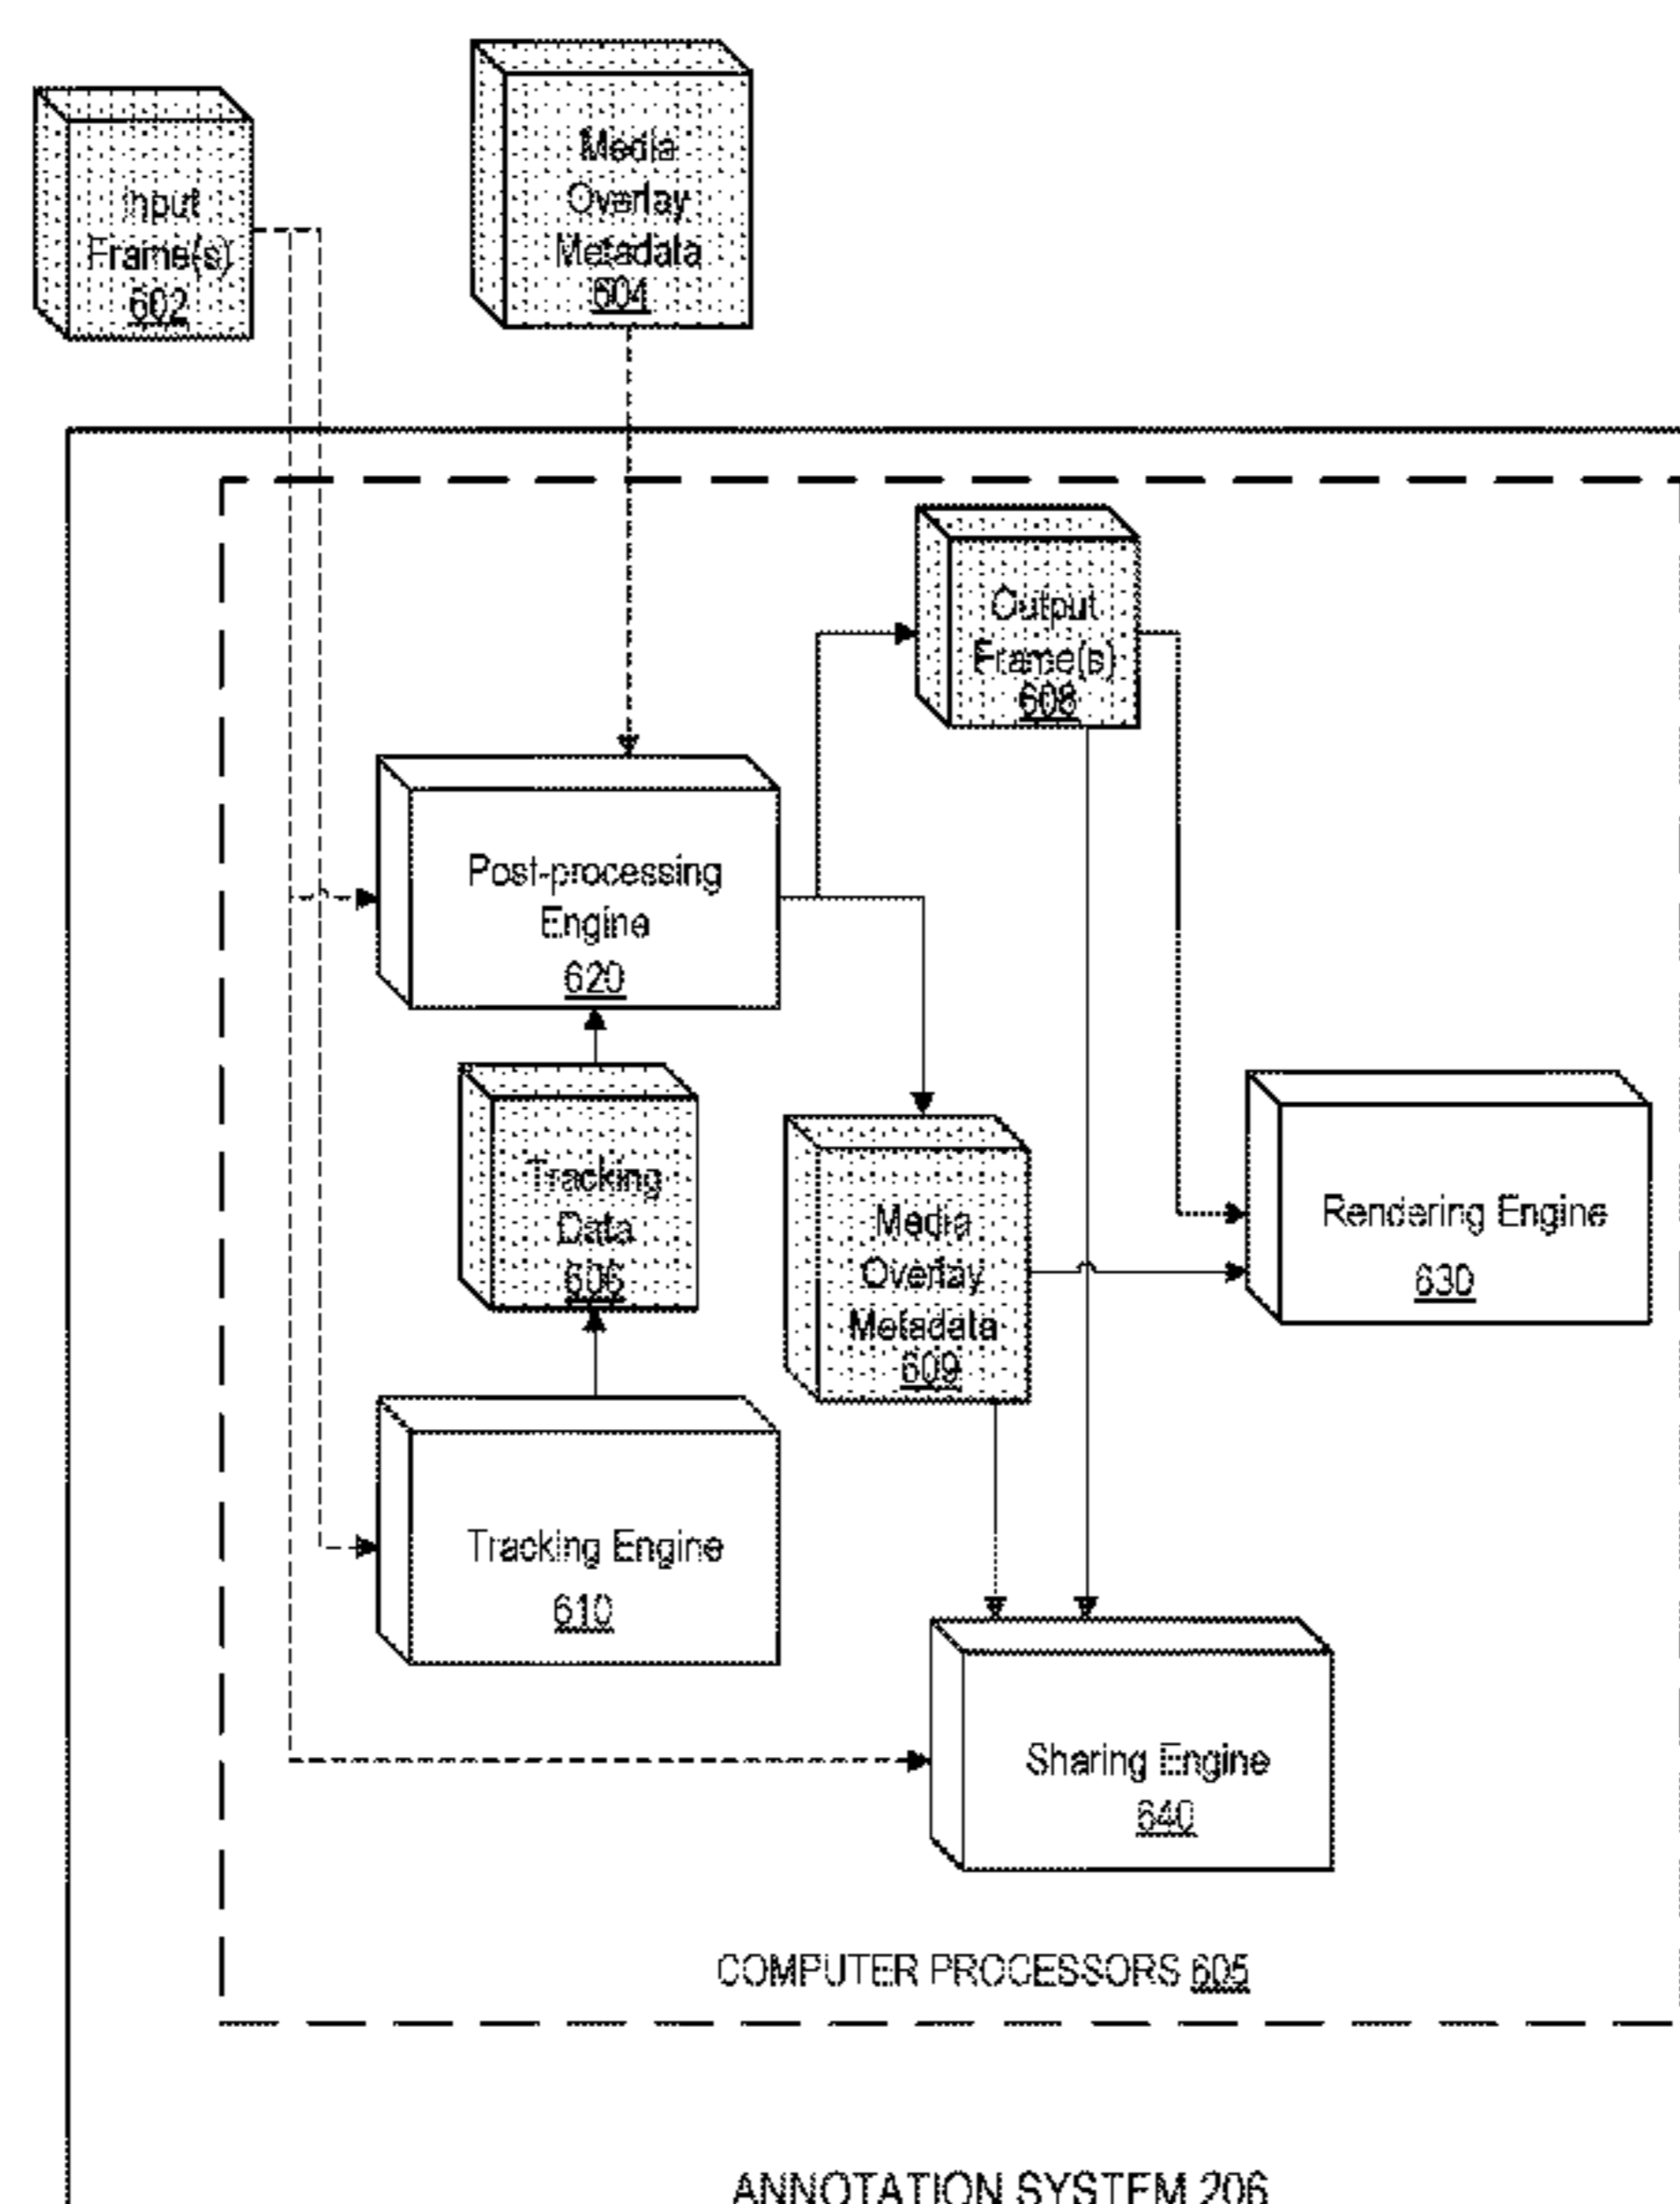 Input
Frame(s)
602
Media
Overlay
Metadata
604
Output
Frame(s)
608
Post-processing
Engine
620
Tracking
Data
606
Media
Overlay
Metadata
609
Rendering Engine
630
Tracking Engine
610
Sharing Engine
640
COMPUTER PROCESSORS 605
ANNOTATION SYSTEM 206